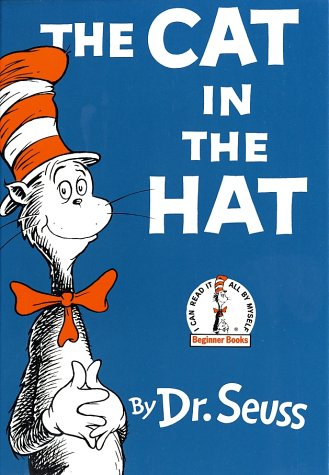 THE CAT
IN
THE
HAT
I CAN READ IT ALL BY MYSELF
Beginner Books
By Dr. Seuss